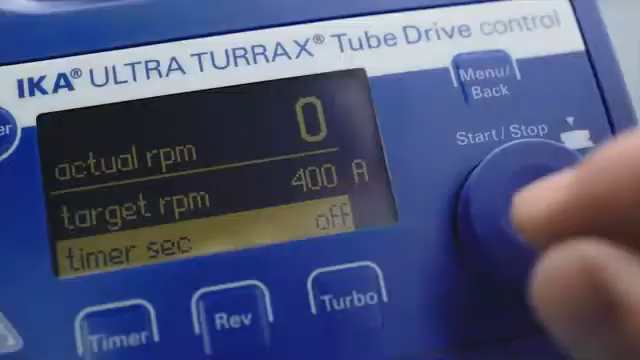 IKA® ULTRA TURRAX® Tube Drive control
Menu/
Back
Start / Stop
actual rpm 0
target rpm 400 A
timer sec off
Timer
Rev
Turbo